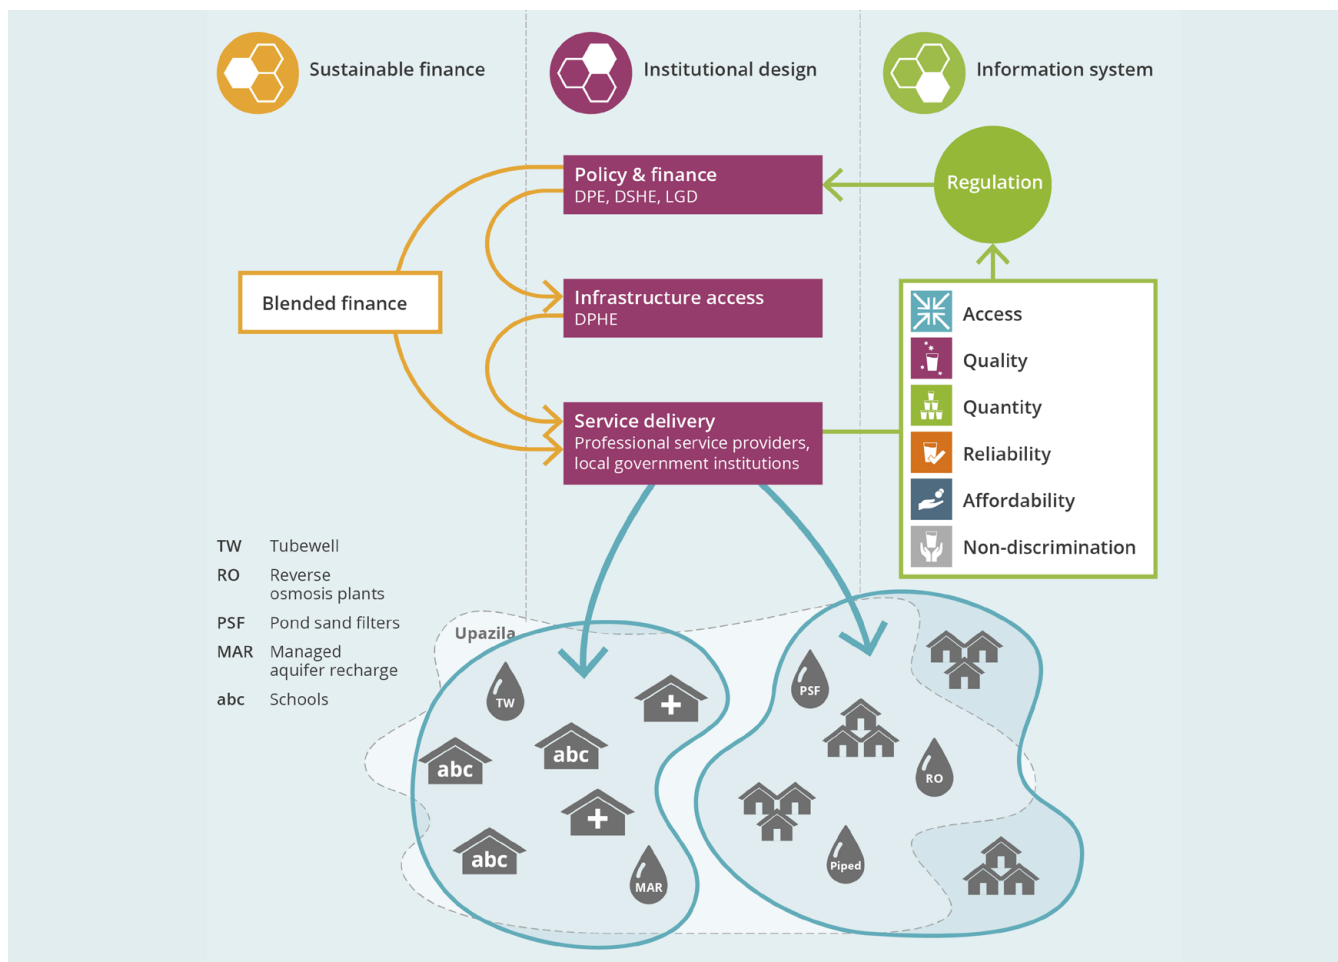 Sustainable finance
Institutional design
Information system
Policy & finance
DPE, DSHE, LGD
Regulation
Blended finance
Infrastructure access
DPHE
Service delivery
Professional service providers,
local government institutions
Access
Quality
Quantity
Reliability
Affordability
Non-discrimination
TW Tubewell
RO Reverse
osmosis plants
PSF Pond sand filters
MAR Managed
aquifer recharge
abc Schools
Upazila
TW
abc
abc
abc
MAR
PSF
RO
Piped